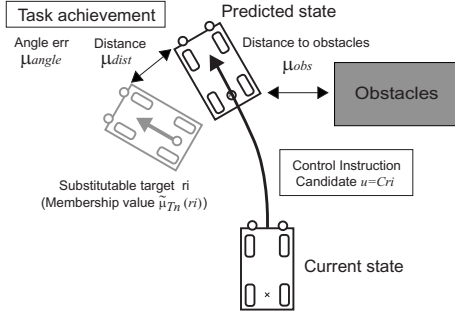 Task achievement
Predicted state
Angle err
μangle
Distance
μdist
Distance to obstacles
μobs
Obstacles
Control Instruction
Candidate u=Cri
Substitutable target ri
(Membership value μ̃Tn(ri))
Current state
×